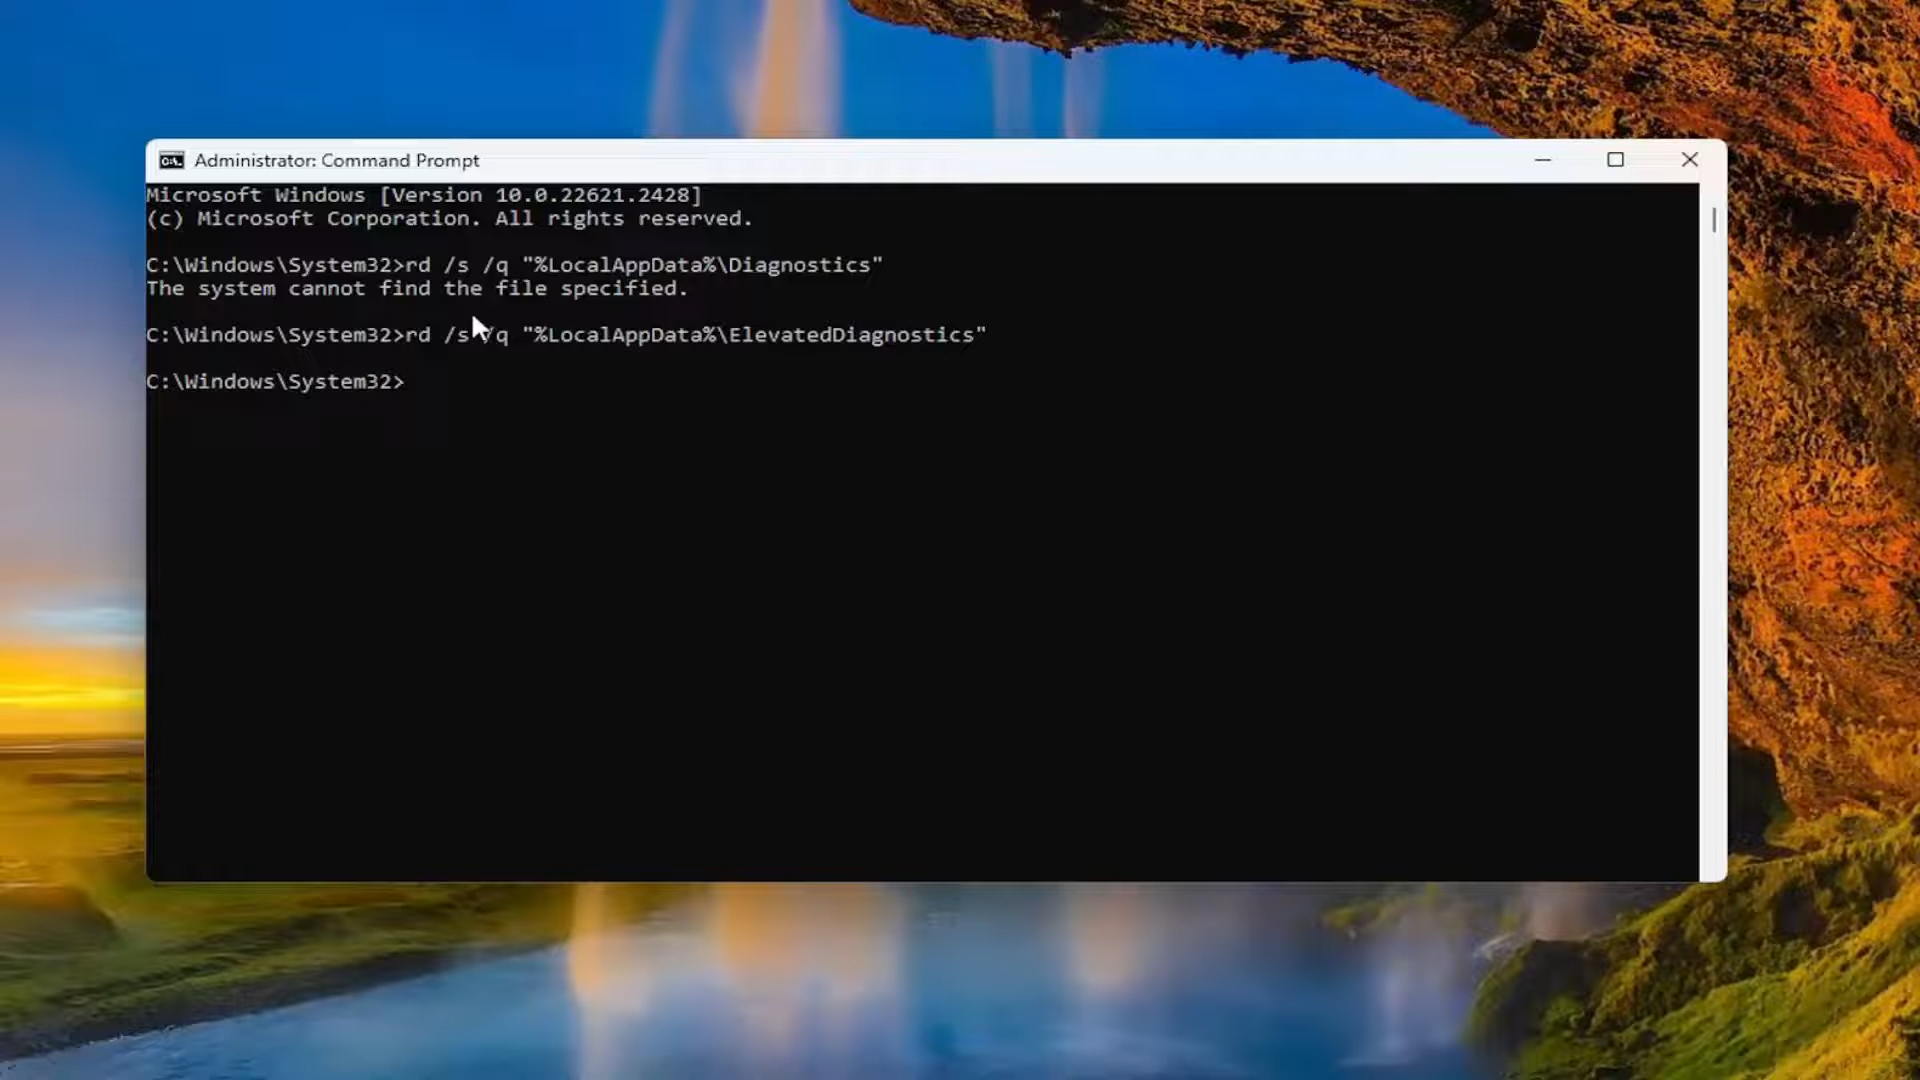 Administrator: Command Prompt
Microsoft Windows [Version 10.0.22621.2428]
(c) Microsoft Corporation. All rights reserved.
C:\Windows\System32>rd /s /q "%LocalAppData%\Diagnostics"
The system cannot find the file specified.
C:\Windows\System32>rd /s /q "%LocalAppData%\ElevatedDiagnostics"
C:\Windows\System32>